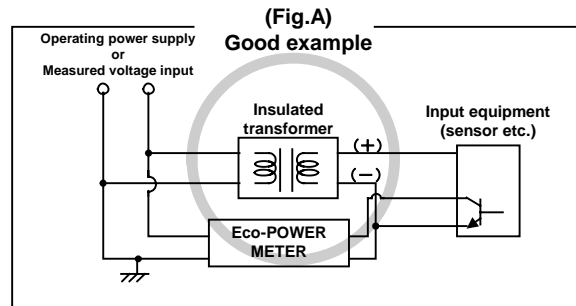 (Fig.A)
Good example
Operating power supply
or
Measured voltage input
Insulated
transformer
Input equipment
(sensor etc.)
(+)
(−)
Eco-POWER
METER